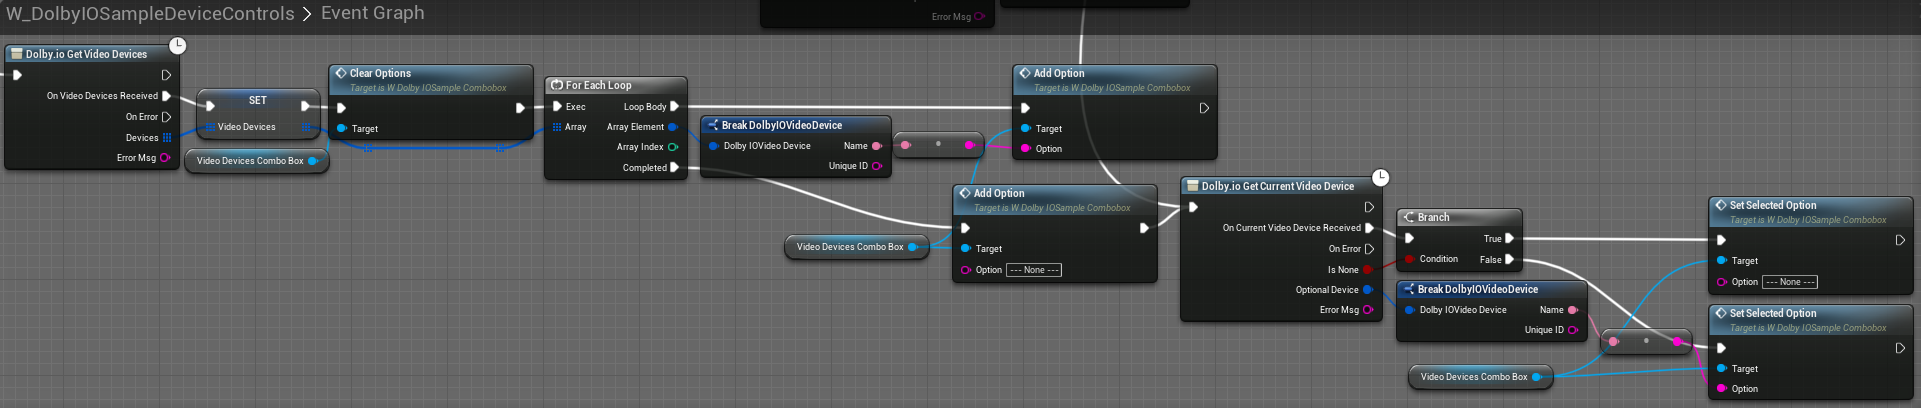 W_DolbyIOSampleDeviceControls > Event Graph
Error Msg
Dolby.io Get Video Devices
On Video Devices Received
On Error
Devices
Error Msg
SET
Video Devices
Video Devices Combo Box
Clear Options
Target is W Dolby IOSample Combobox
Target
For Each Loop
Exec
Loop Body
Array
Array Element
Array Index
Completed
Break DolbyIOVideoDevice
Dolby IOVideo Device
Name
Unique ID
Add Option
Target is W Dolby IOSample Combobox
Target
Option
Video Devices Combo Box
Add Option
Target is W Dolby IOSample Combobox
Target
Option --- None ---
Dolby.io Get Current Video Device
On Current Video Device Received
On Error
Is None
Optional Device
Error Msg
Branch
True
Condition
False
Break DolbyIOVideoDevice
Dolby IOVideo Device
Name
Unique ID
Video Devices Combo Box
Set Selected Option
Target is W Dolby IOSample Combobox
Target
Option --- None ---
Set Selected Option
Target is W Dolby IOSample Combobox
Target
Option